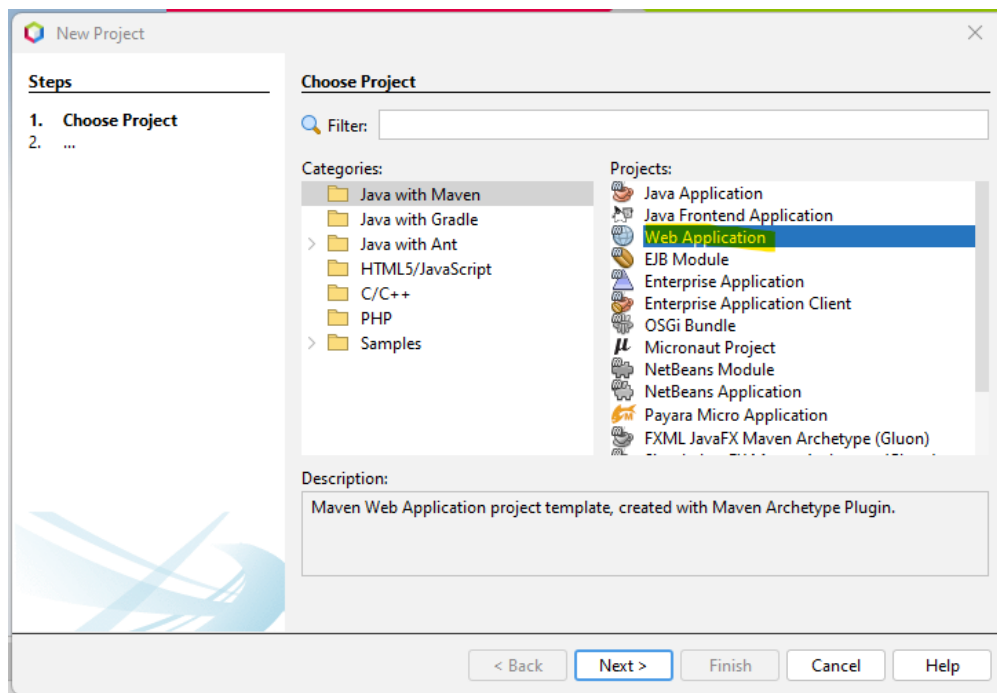 New Project
Steps
1. Choose Project
2. ...
Choose Project
Filter:
Categories:
Java with Maven
Java with Gradle
Java with Ant
HTML5/JavaScript
C/C++
PHP
Samples
Projects:
Java Application
Java Frontend Application
Web Application
EJB Module
Enterprise Application
Enterprise Application Client
OSGi Bundle
Micronaut Project
NetBeans Module
NetBeans Application
Payara Micro Application
FXML JavaFX Maven Archetype (Gluon)
Description:
Maven Web Application project template, created with Maven Archetype Plugin.
< Back
Next >
Finish
Cancel
Help